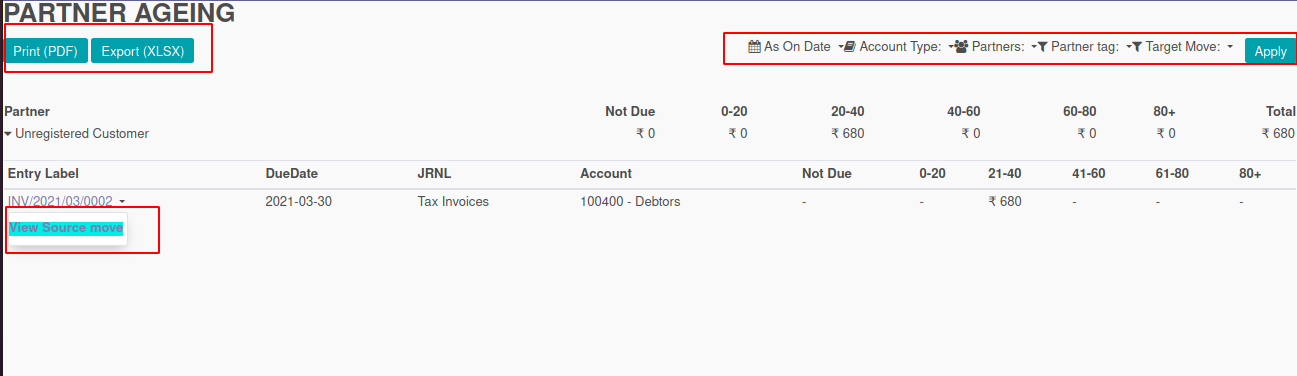 PARTNER AGEING
Print (PDF) Export (XLSX) As On Date Account Type: Partners: Partner tag: Target Move: Apply
Partner Not Due 0-20 20-40 40-60 60-80 80+ Total
Unregistered Customer ₹ 0 ₹ 0 ₹ 680 ₹ 0 ₹ 0 ₹ 0 ₹ 680
Entry Label DueDate JRNL Account Not Due 0-20 21-40 41-60 61-80 80+
INV/2021/03/0002 2021-03-30 Tax Invoices 100400 - Debtors - - ₹ 680 - - -
View Source move